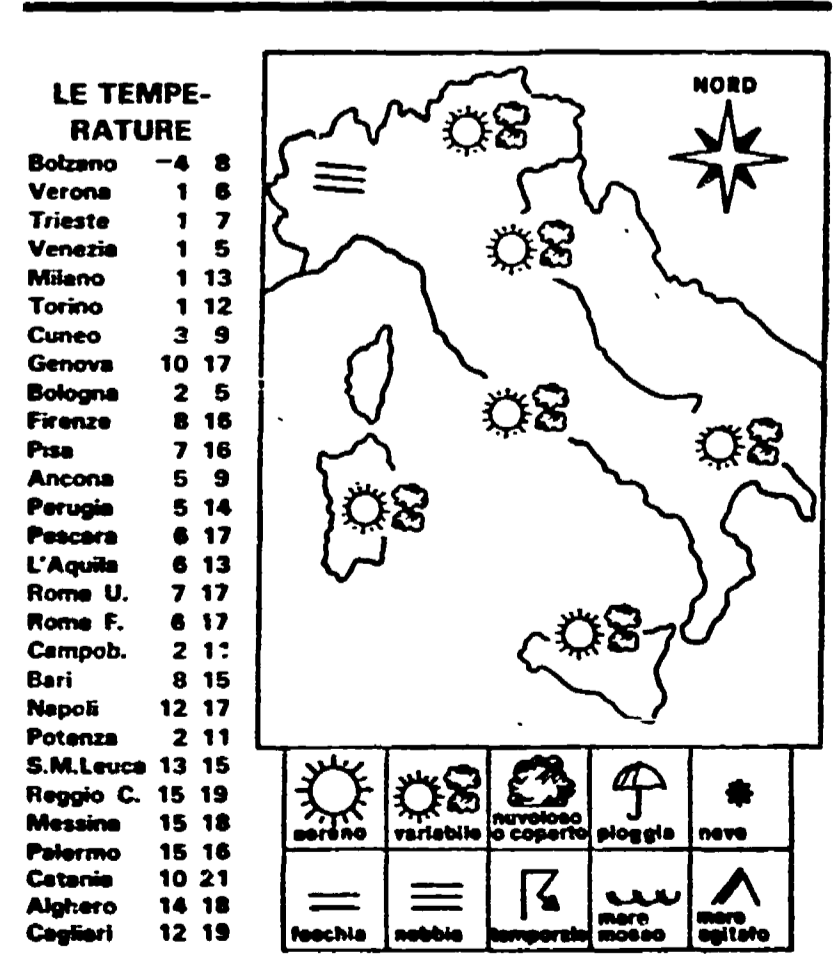 LE TEMPE-
RATURE
Bolzano -4 8
Verona 1 6
Trieste 1 7
Venezia 1 5
Milano 1 13
Torino 1 12
Cuneo 3 9
Genova 10 17
Bologna 2 5
Firenze 8 16
Pisa 7 16
Ancona 5 9
Perugia 5 14
Pescara 6 17
L'Aquila 6 13
Roma U. 7 17
Roma F. 6 17
Campob. 2
Bari 8 15
Napoli 12 17
Potenza 2 11
S.M.Leuca 13 15
Reggio C. 15 19
Messina 15 18
Palermo 15 16
Catania 10 21
Alghero 14 18
Cagliari 12 19
NORD
sereno
variabile
nuvoloso
o coperto
pioggia
neve
foschia
nebbia
temporale
mare
mosso
mare
agitato